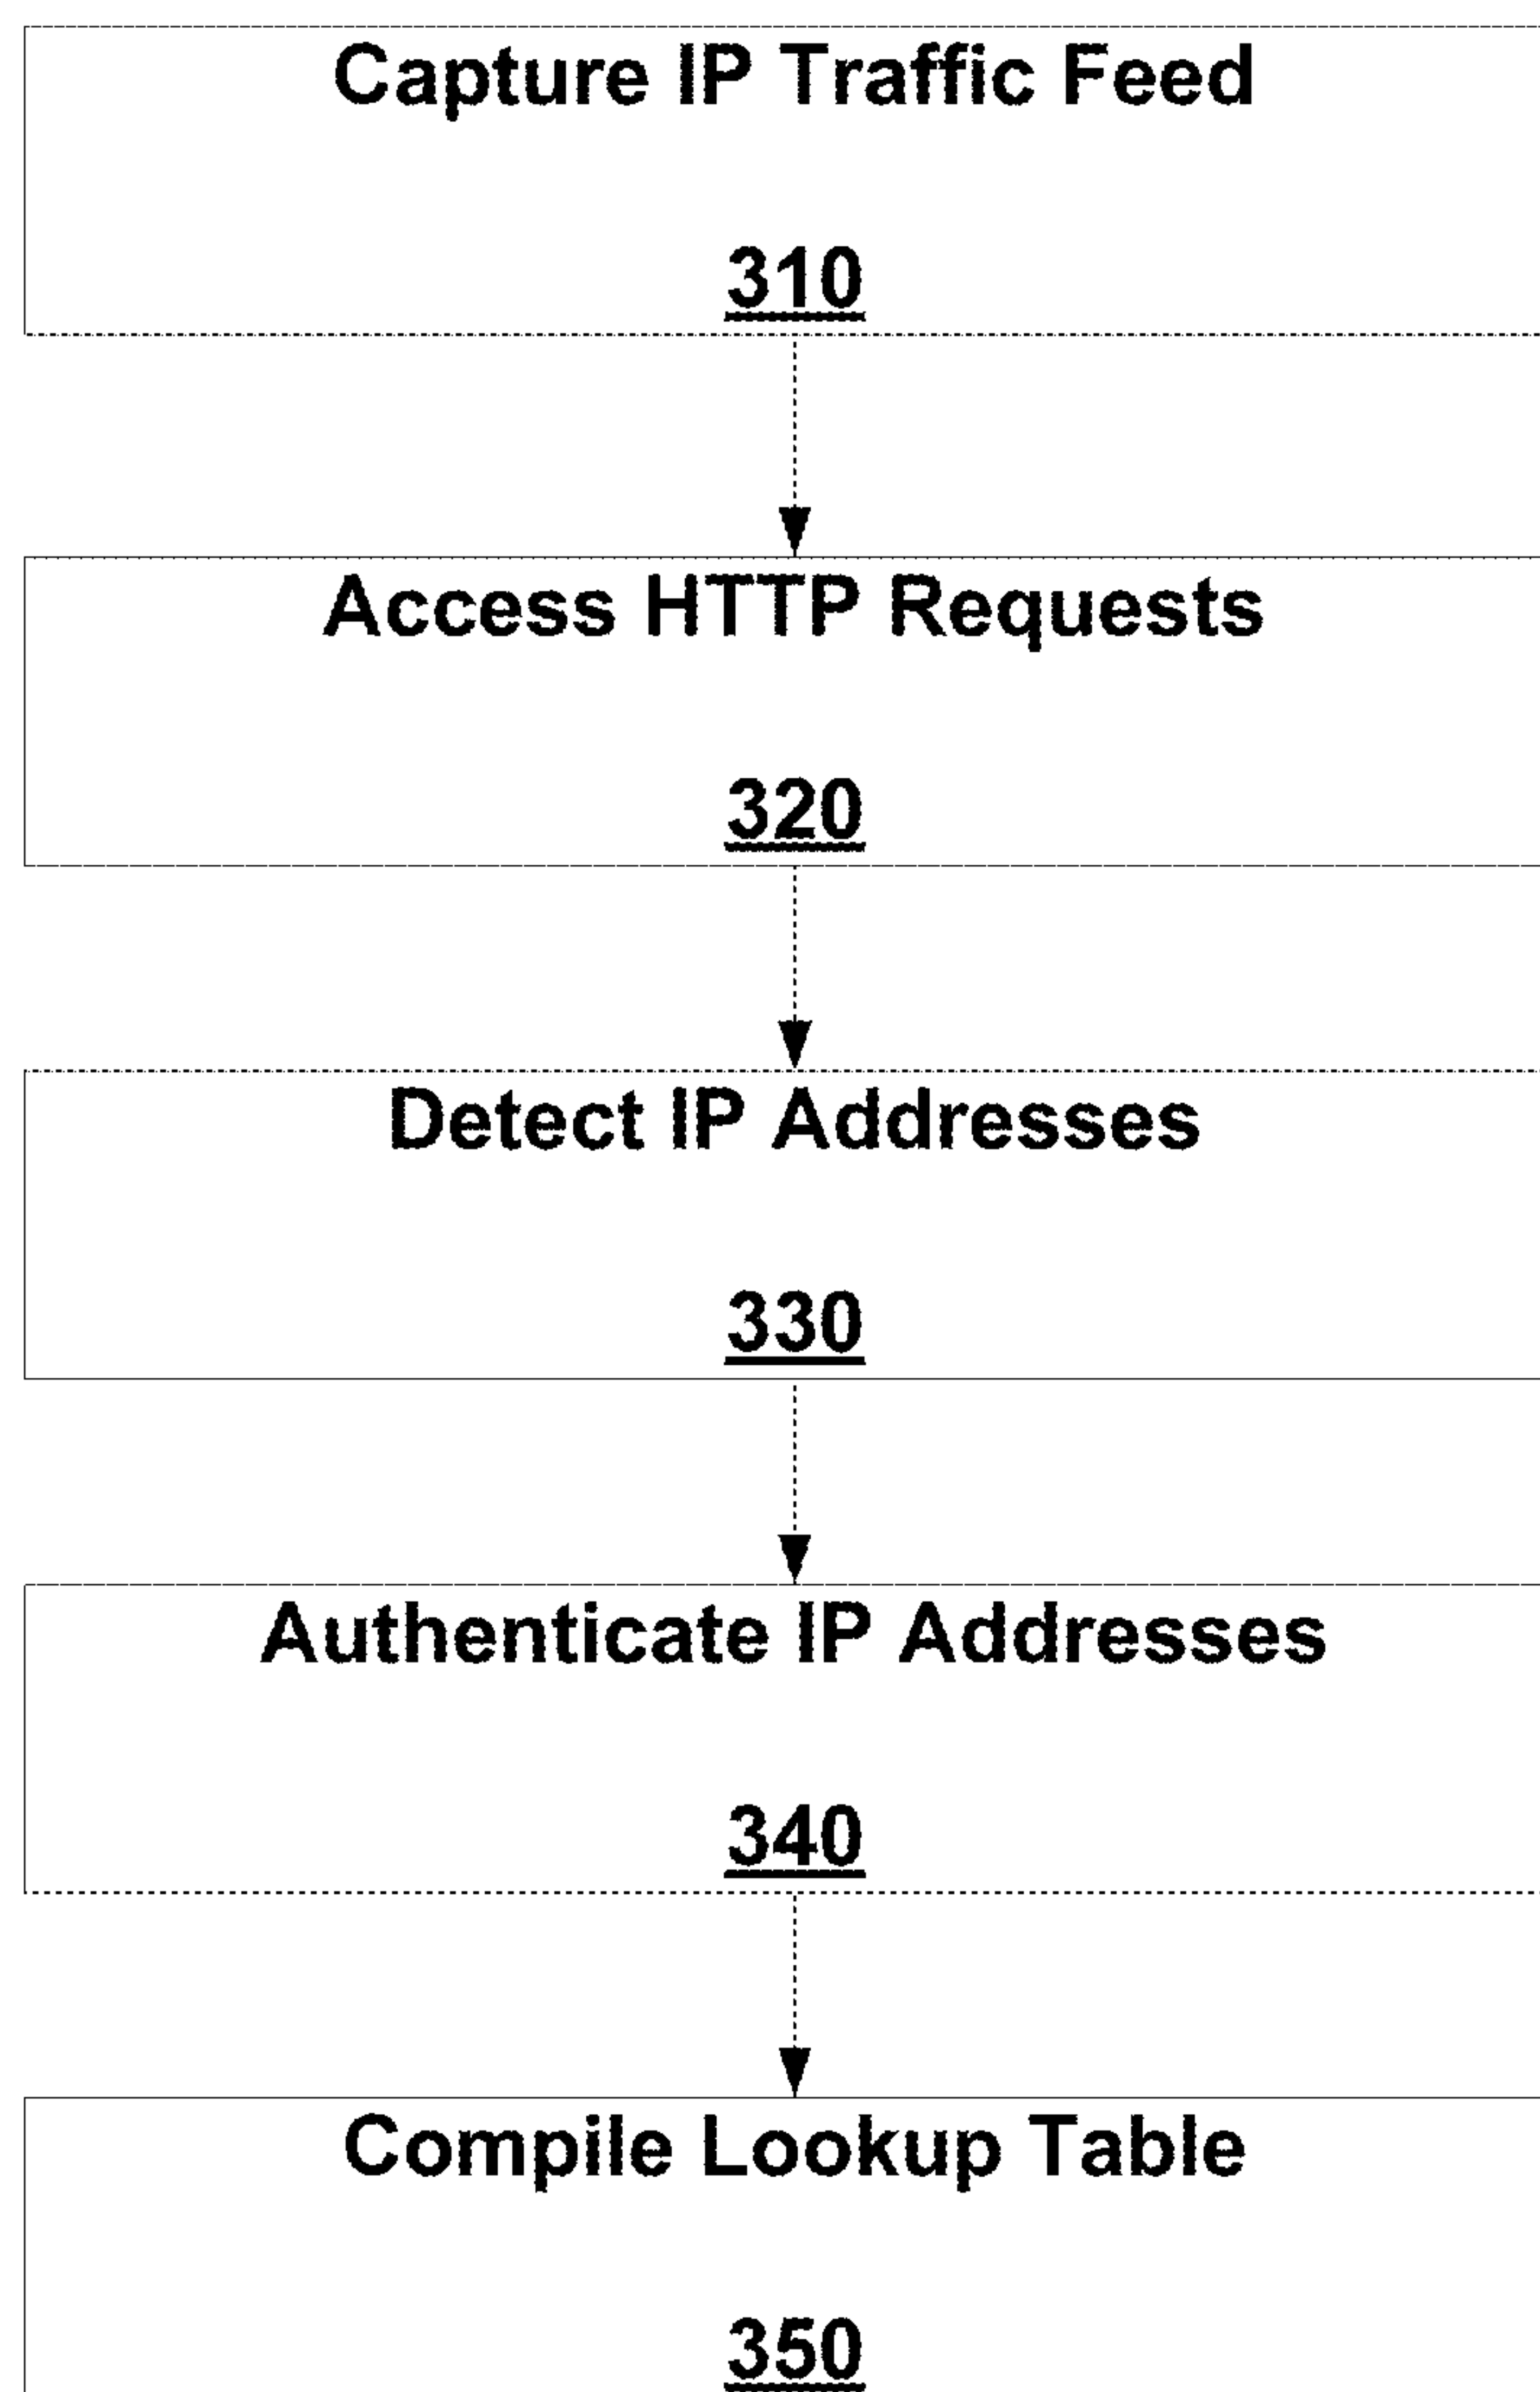 Capture IP Traffic Feed
310
Access HTTP Requests
320
Detect IP Addresses
330
Authenticate IP Addresses
340
Compile Lookup Table
350